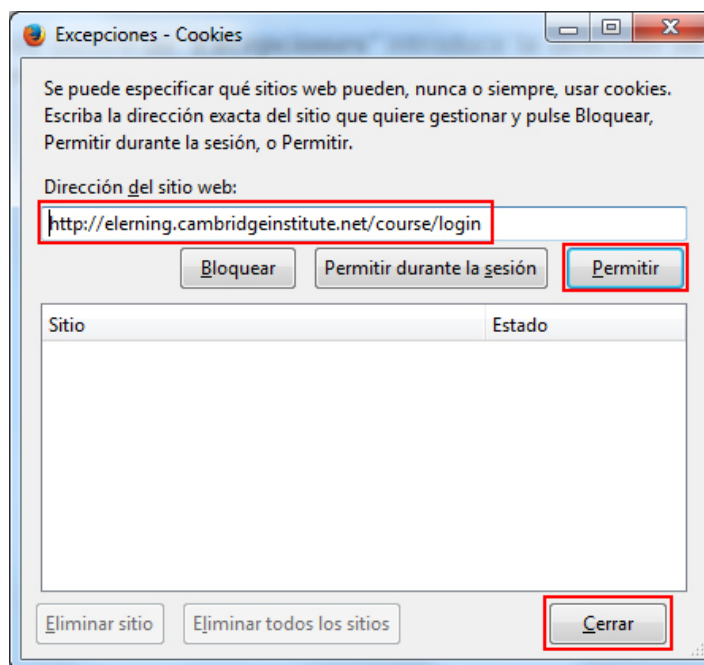 Excepciones - Cookies
Se puede especificar qué sitios web pueden, nunca o siempre, usar cookies.
Escriba la dirección exacta del sitio que quiere gestionar y pulse Bloquear,
Permitir durante la sesión, o Permitir.
Dirección del sitio web:
http://elerning.cambridgeinstitute.net/course/login
Bloquear
Permitir durante la sesión
Permitir
Sitio
Estado
Eliminar sitio
Eliminar todos los sitios
Cerrar